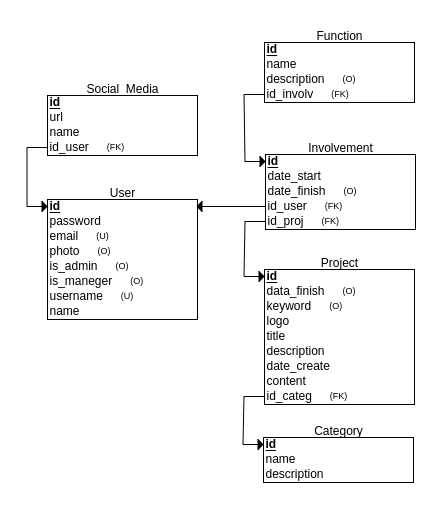 Function
id
name
description (O)
id_involv (FK)
Social Media
id
url
name
id_user (FK)
Involvement
id
date_start
date_finish (O)
id_user (FK)
id_proj (FK)
User
id
password
email (U)
photo (O)
is_admin (O)
is_maneger (O)
username (U)
name
Project
id
data_finish (O)
keyword (O)
logo
title
description
date_create
content
id_categ (FK)
Category
id
name
description